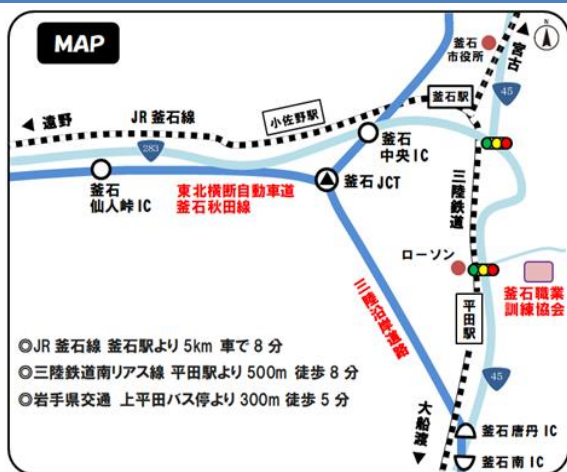 MAP
N
釜石
市役所
宮古
45
釜石駅
遠野
JR 釜石線
小佐野駅
283
釜石
中央 IC
釜石
仙人峠 IC
東北横断自動車道
釜石秋田線
釜石 JCT
三陸鉄道
ローソン
釜石職業
訓練協会
平田駅
三陸沿岸道路
◎JR 釜石線 釜石駅より 5km 車で 8 分
◎三陸鉄道南リアス線 平田駅より 500m 徒歩 8 分
◎岩手県交通 上平田バス停より 300m 徒歩 5 分
45
大船渡
釜石唐丹 IC
釜石南 IC